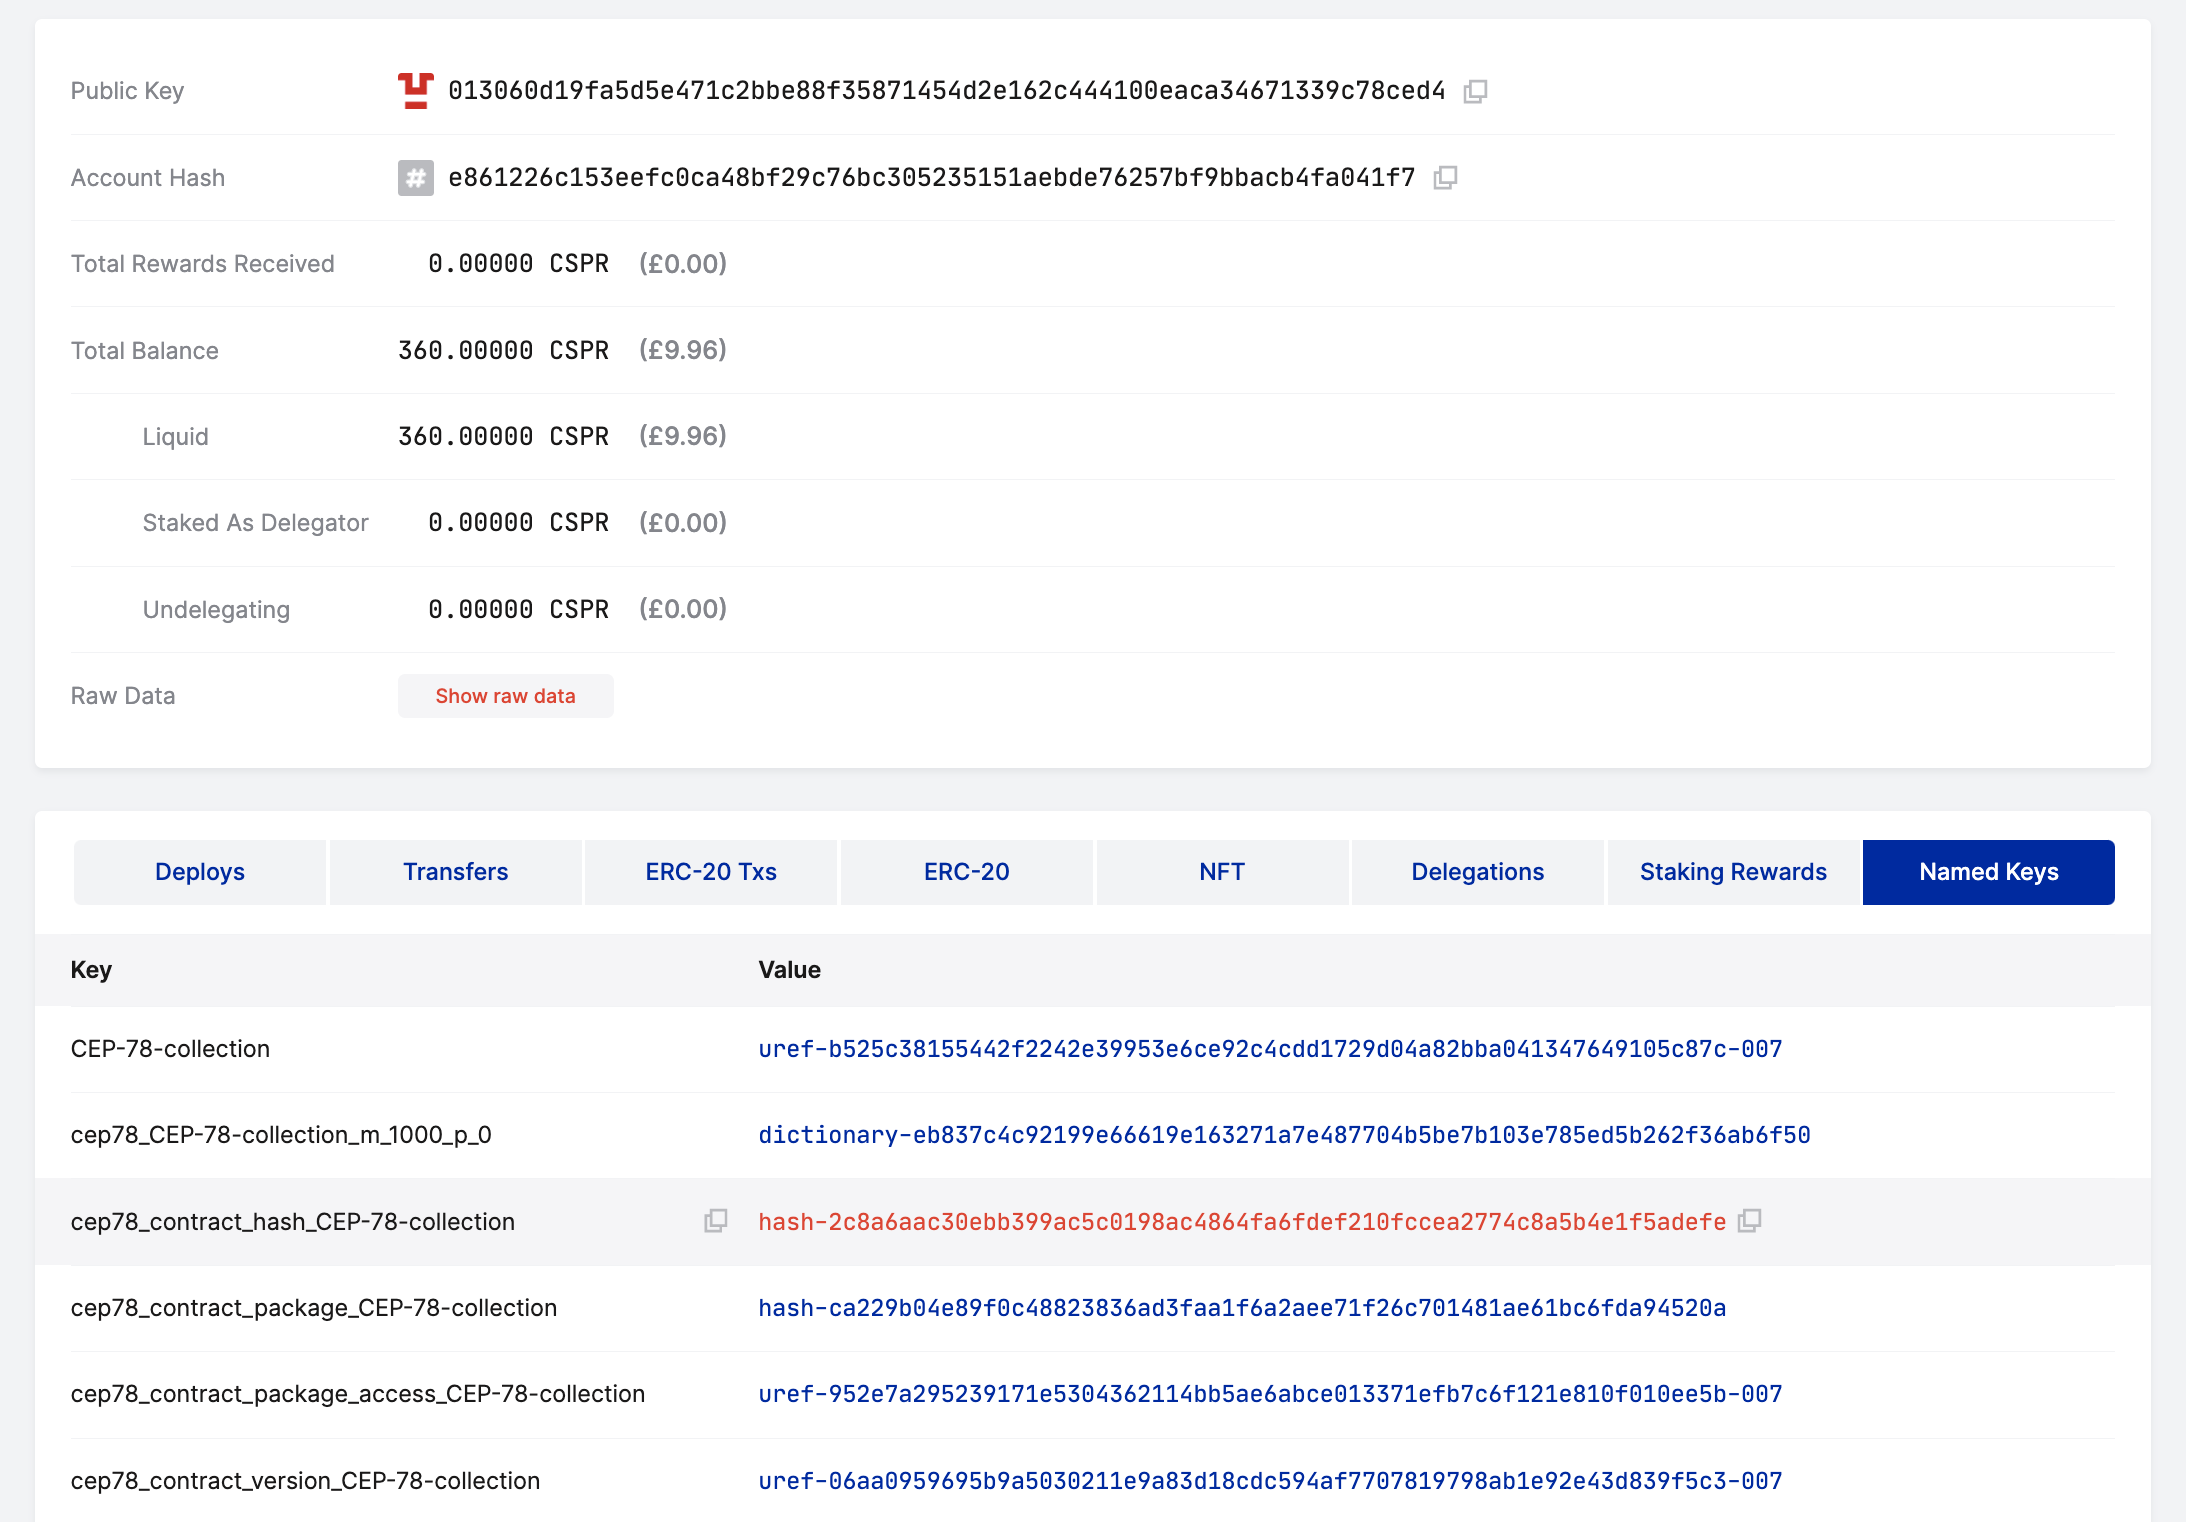 Public Key 013060d19fa5d5e471c2bbe88f35871454d2e162c444100eaca34671339c78ced4
Account Hash # e861226c153eefc0ca48bf29c76bc305235151aebde76257bf9bbacb4fa041f7
Total Rewards Received 0.00000 CSPR (£0.00)
Total Balance 360.00000 CSPR (£9.96)
Liquid 360.00000 CSPR (£9.96)
Staked As Delegator 0.00000 CSPR (£0.00)
Undelegating 0.00000 CSPR (£0.00)
Raw Data Show raw data
Deploys Transfers ERC-20 Txs ERC-20 NFT Delegations Staking Rewards Named Keys
Key Value
CEP-78-collection uref-b525c38155442f2242e39953e6ce92c4cdd1729d04a82bba041347649105c87c-007
cep78_CEP-78-collection_m_1000_p_0 dictionary-eb837c4c92199e66619e163271a7e487704b5be7b103e785ed5b262f36ab6f50
cep78_contract_hash_CEP-78-collection hash-2c8a6aac30ebb399ac5c0198ac4864fa6fdef210fccea2774c8a5b4e1f5adefe
cep78_contract_package_CEP-78-collection hash-ca229b04e89f0c48823836ad3faa1f6a2aee71f26c701481ae61bc6fda94520a
cep78_contract_package_access_CEP-78-collection uref-952e7a295239171e5304362114bb5ae6abce013371efb7c6f121e810f010ee5b-007
cep78_contract_version_CEP-78-collection uref-06aa0959695b9a5030211e9a83d18cdc594af7707819798ab1e92e43d839f5c3-007